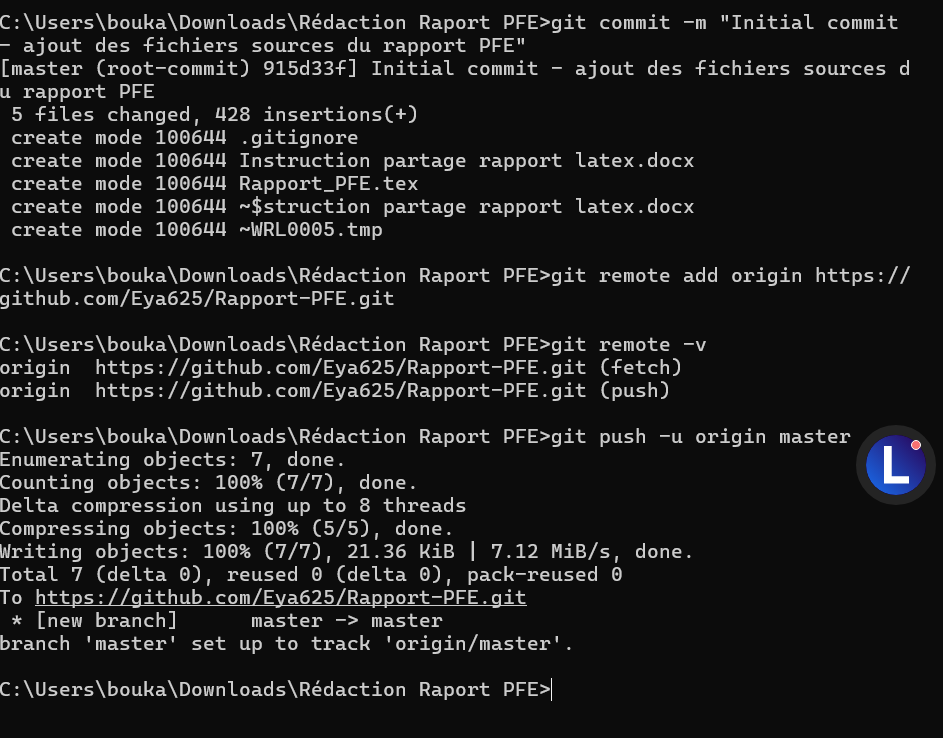 C:\Users\bouka\Downloads\Rédaction Raport PFE>git commit -m "Initial commit
- ajout des fichiers sources du rapport PFE"
[master (root-commit) 915d33f] Initial commit - ajout des fichiers sources d
u rapport PFE
 5 files changed, 428 insertions(+)
 create mode 100644 .gitignore
 create mode 100644 Instruction partage rapport latex.docx
 create mode 100644 Rapport_PFE.tex
 create mode 100644 ~$struction partage rapport latex.docx
 create mode 100644 ~WRL0005.tmp
C:\Users\bouka\Downloads\Rédaction Raport PFE>git remote add origin https://
github.com/Eya625/Rapport-PFE.git
C:\Users\bouka\Downloads\Rédaction Raport PFE>git remote -v
origin  https://github.com/Eya625/Rapport-PFE.git (fetch)
origin  https://github.com/Eya625/Rapport-PFE.git (push)
C:\Users\bouka\Downloads\Rédaction Raport PFE>git push -u origin master
L
Enumerating objects: 7, done.
Counting objects: 100% (7/7), done.
Delta compression using up to 8 threads
Compressing objects: 100% (5/5), done.
Writing objects: 100% (7/7), 21.36 KiB | 7.12 MiB/s, done.
Total 7 (delta 0), reused 0 (delta 0), pack-reused 0
To https://github.com/Eya625/Rapport-PFE.git
 * [new branch]      master -> master
branch 'master' set up to track 'origin/master'.
C:\Users\bouka\Downloads\Rédaction Raport PFE>